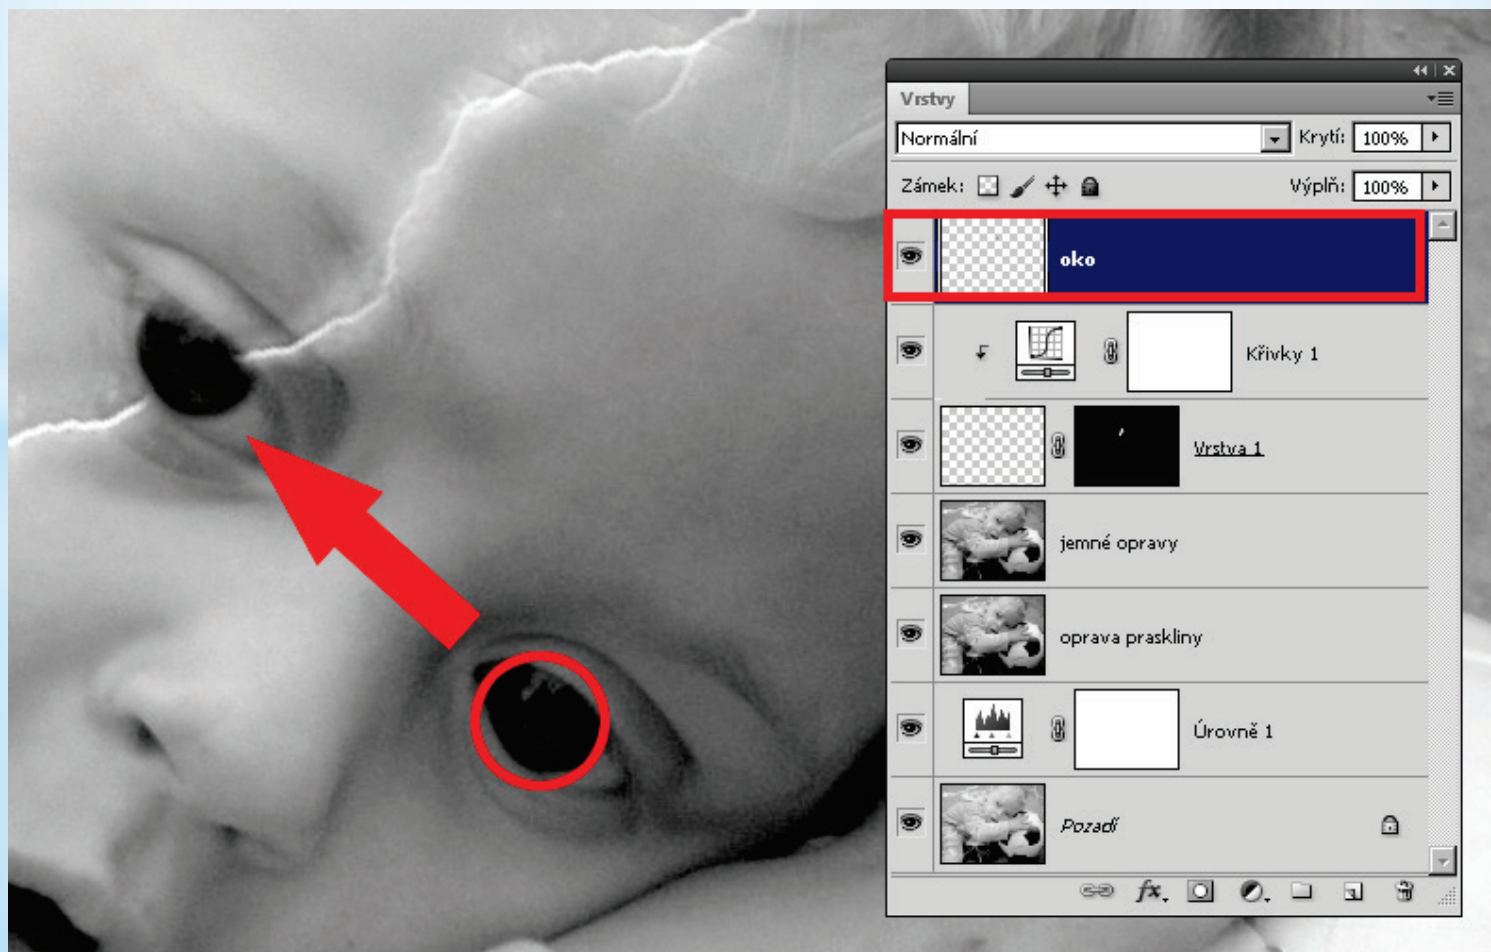 Vrstvy
Normální Krytí: 100%
Zámek: Výplň: 100%
oko
Křivky 1
Vrstva 1
jemné opravy
oprava praskliny
Úrovně 1
Pozadí
fx.